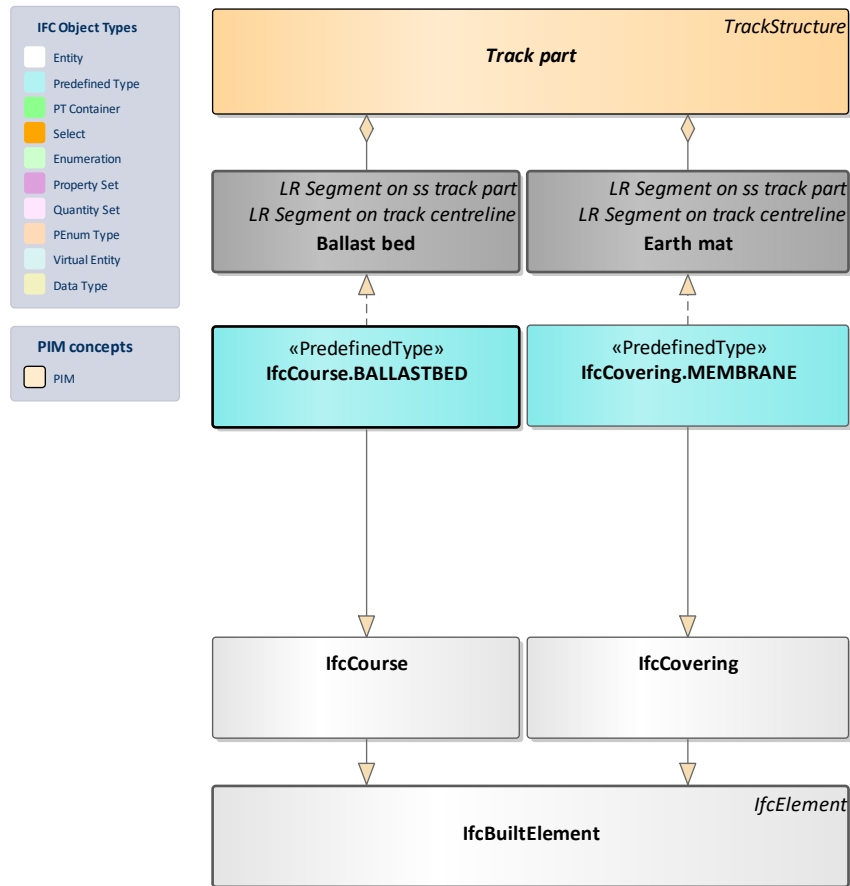 IFC Object Types
Entity
Predefined Type
PT Container
Select
Enumeration
Property Set
Quantity Set
PEnum Type
Virtual Entity
Data Type
PIM concepts
PIM
TrackStructure
Track part
LR Segment on ss track part
LR Segment on track centreline
Ballast bed
LR Segment on ss track part
LR Segment on track centreline
Earth mat
«PredefinedType»
IfcCourse.BALLASTBED
«PredefinedType»
IfcCovering.MEMBRANE
IfcCourse
IfcCovering
IfcElement
IfcBuiltElement